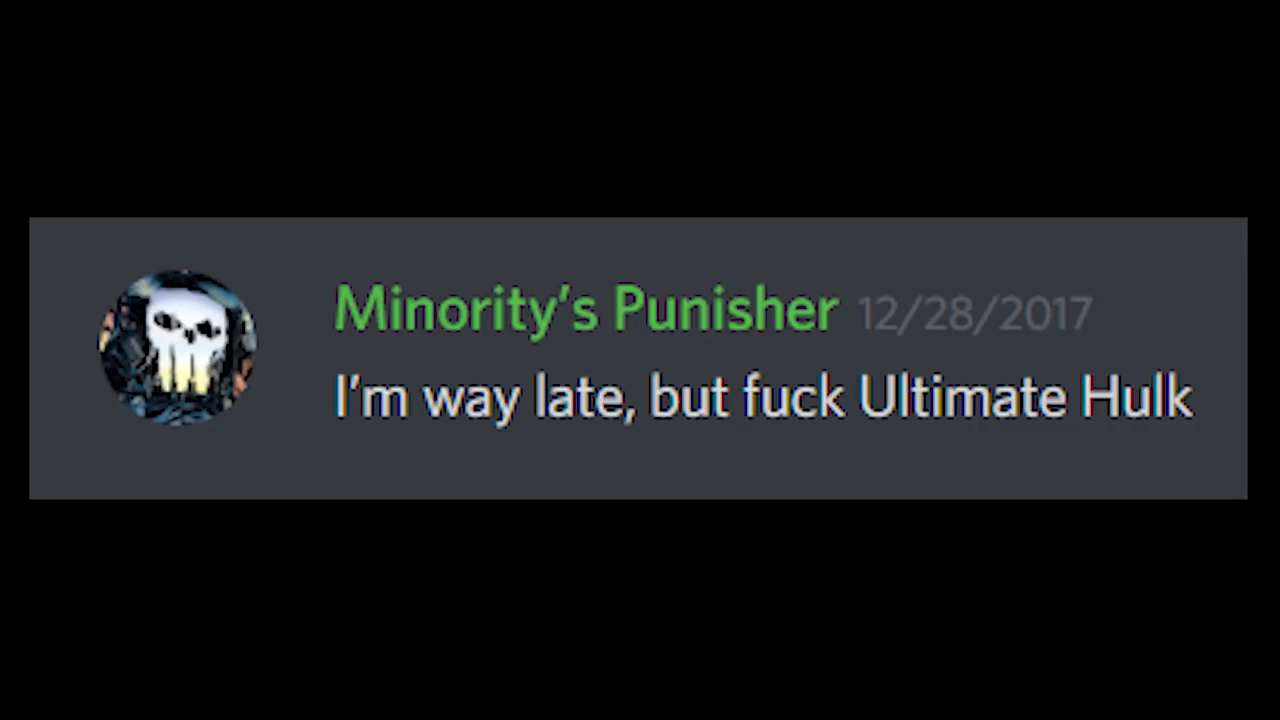 Minority’s Punisher 12/28/2017
I’m way late, but fuck Ultimate Hulk